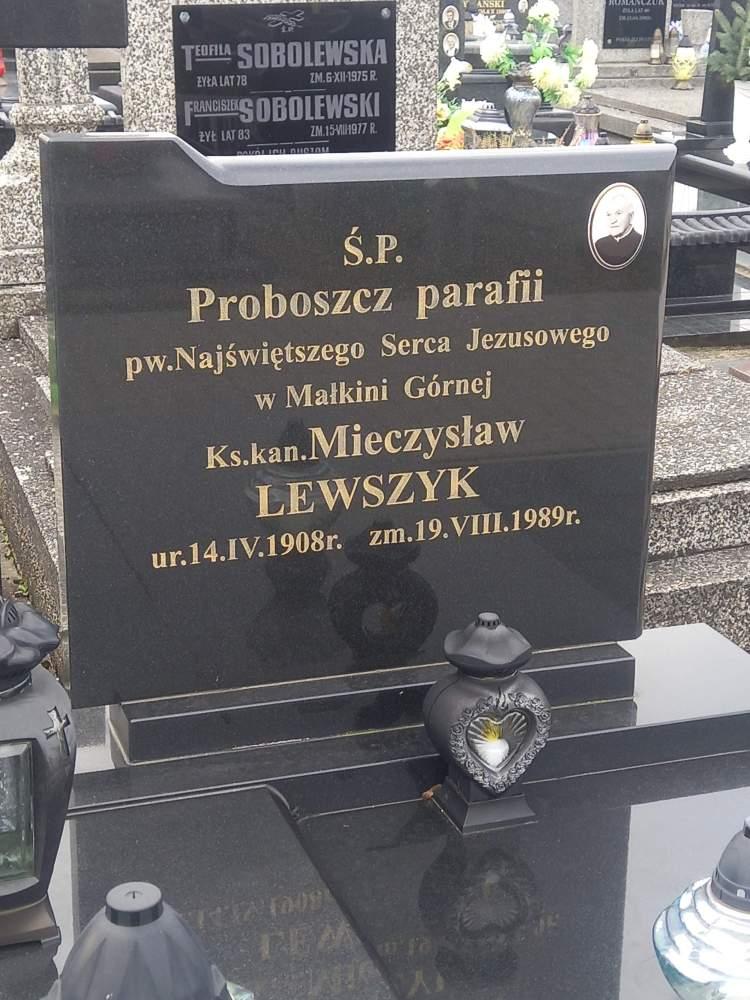 Ś.P.
TEOFILA SOBOLEWSKA
ŻYŁA LAT 78 ZM. 6·XII·1975 R.
FRANCISZEK SOBOLEWSKI
ŻYŁ LAT 83 ZM. 15·VIII·1977 R.
Ś.P.
Proboszcz parafii
pw.Najświętszego Serca Jezusowego
w Małkini Górnej
Ks.kan.Mieczysław
LEWSZYK
ur.14.IV.1908r. zm.19.VIII.1989r.